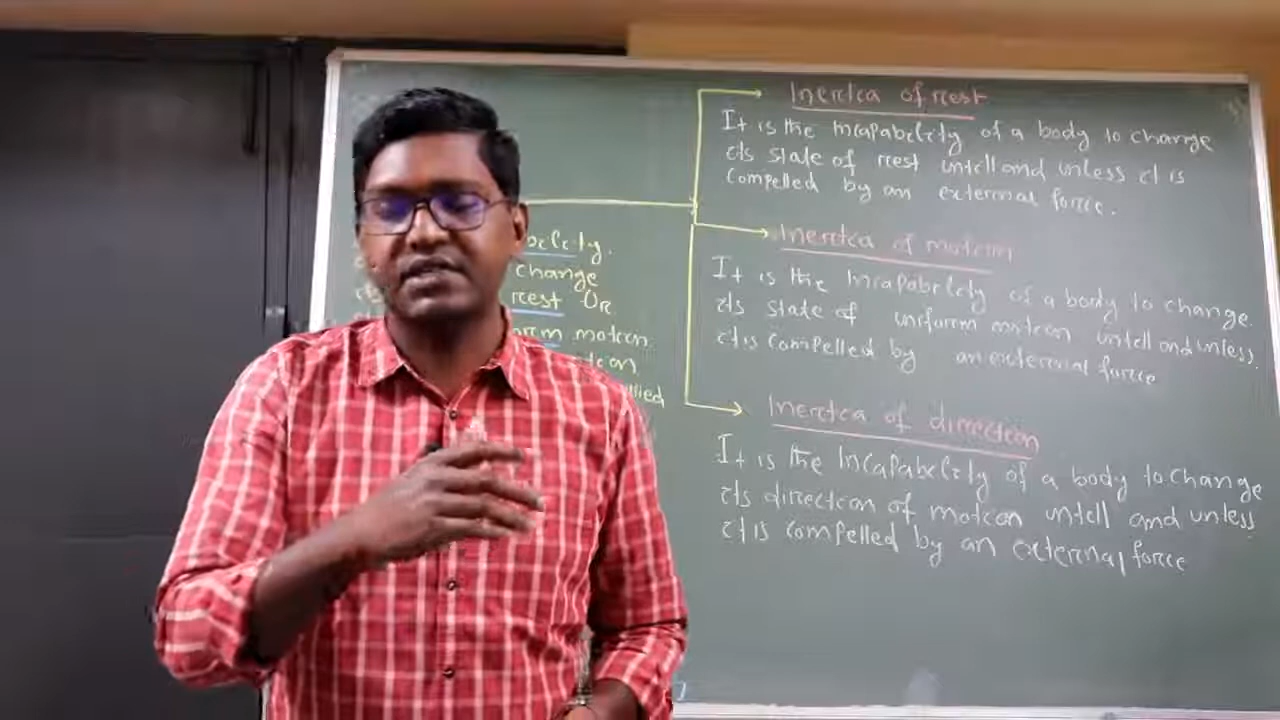 belity.
change
rest OR
motion
Inertia of rest
It is the incapability of a body to change
its state of rest untill and unless it is
compelled by an external force.
Inertia of motion
It is the Incapability of a body to change
its state of uniform motion untill and unless
it is compelled by an external force
Inertia of direction
It is the Incapability of a body to change
its direction of motion untill and unless
it is compelled by an external force